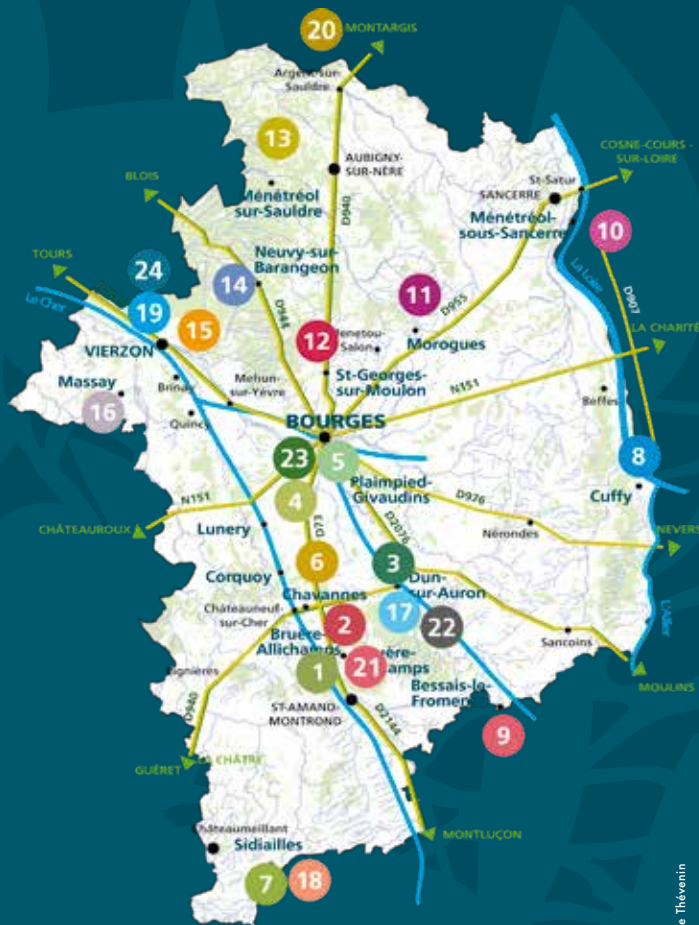 20
MONTARGIS
Argent-sur-
Sauldre
13
AUBIGNY-
SUR-NÈRE
COSNE-COURS -
SUR-LOIRE
BLOIS
St-Satur
SANCERRE
Ménétréol
sur-Sauldre
D940
Ménétréol-
sous-Sancerre
10
TOURS
24
Neuvy-sur-
Barangeon
14
La Loire
Le Cher
19
15
D944
11
D955
D907
12
Menetou-
Salon
Morogues
LA CHARITÉ
VIERZON
Massay
Brinay
Mehun-
sur-Yèvre
St-Georges-
sur-Moulon
N151
Beffes
16
Quincy
BOURGES
23
5
8
Plaimpied-
Givaudins
4
D976
Cuffy
N151
CHÂTEAUROUX
Lunery
D73
D2076
Nérondes
NEVERS
6
3
Corquoy
Dun-
sur-Auron
Chavannes
Châteauneuf-
sur-Cher
17
L'Allier
2
22
Bruère-
Allichamps
Sancoins
1
21
Lignières
Bessais-le-
Fromental
MOULINS
D940
ST-AMAND-
MONTROND
D2144
9
LA CHÂTRE
GUÉRET
Châteaumeillant
MONTLUÇON
Sidiailles
7
18
e Thévenin